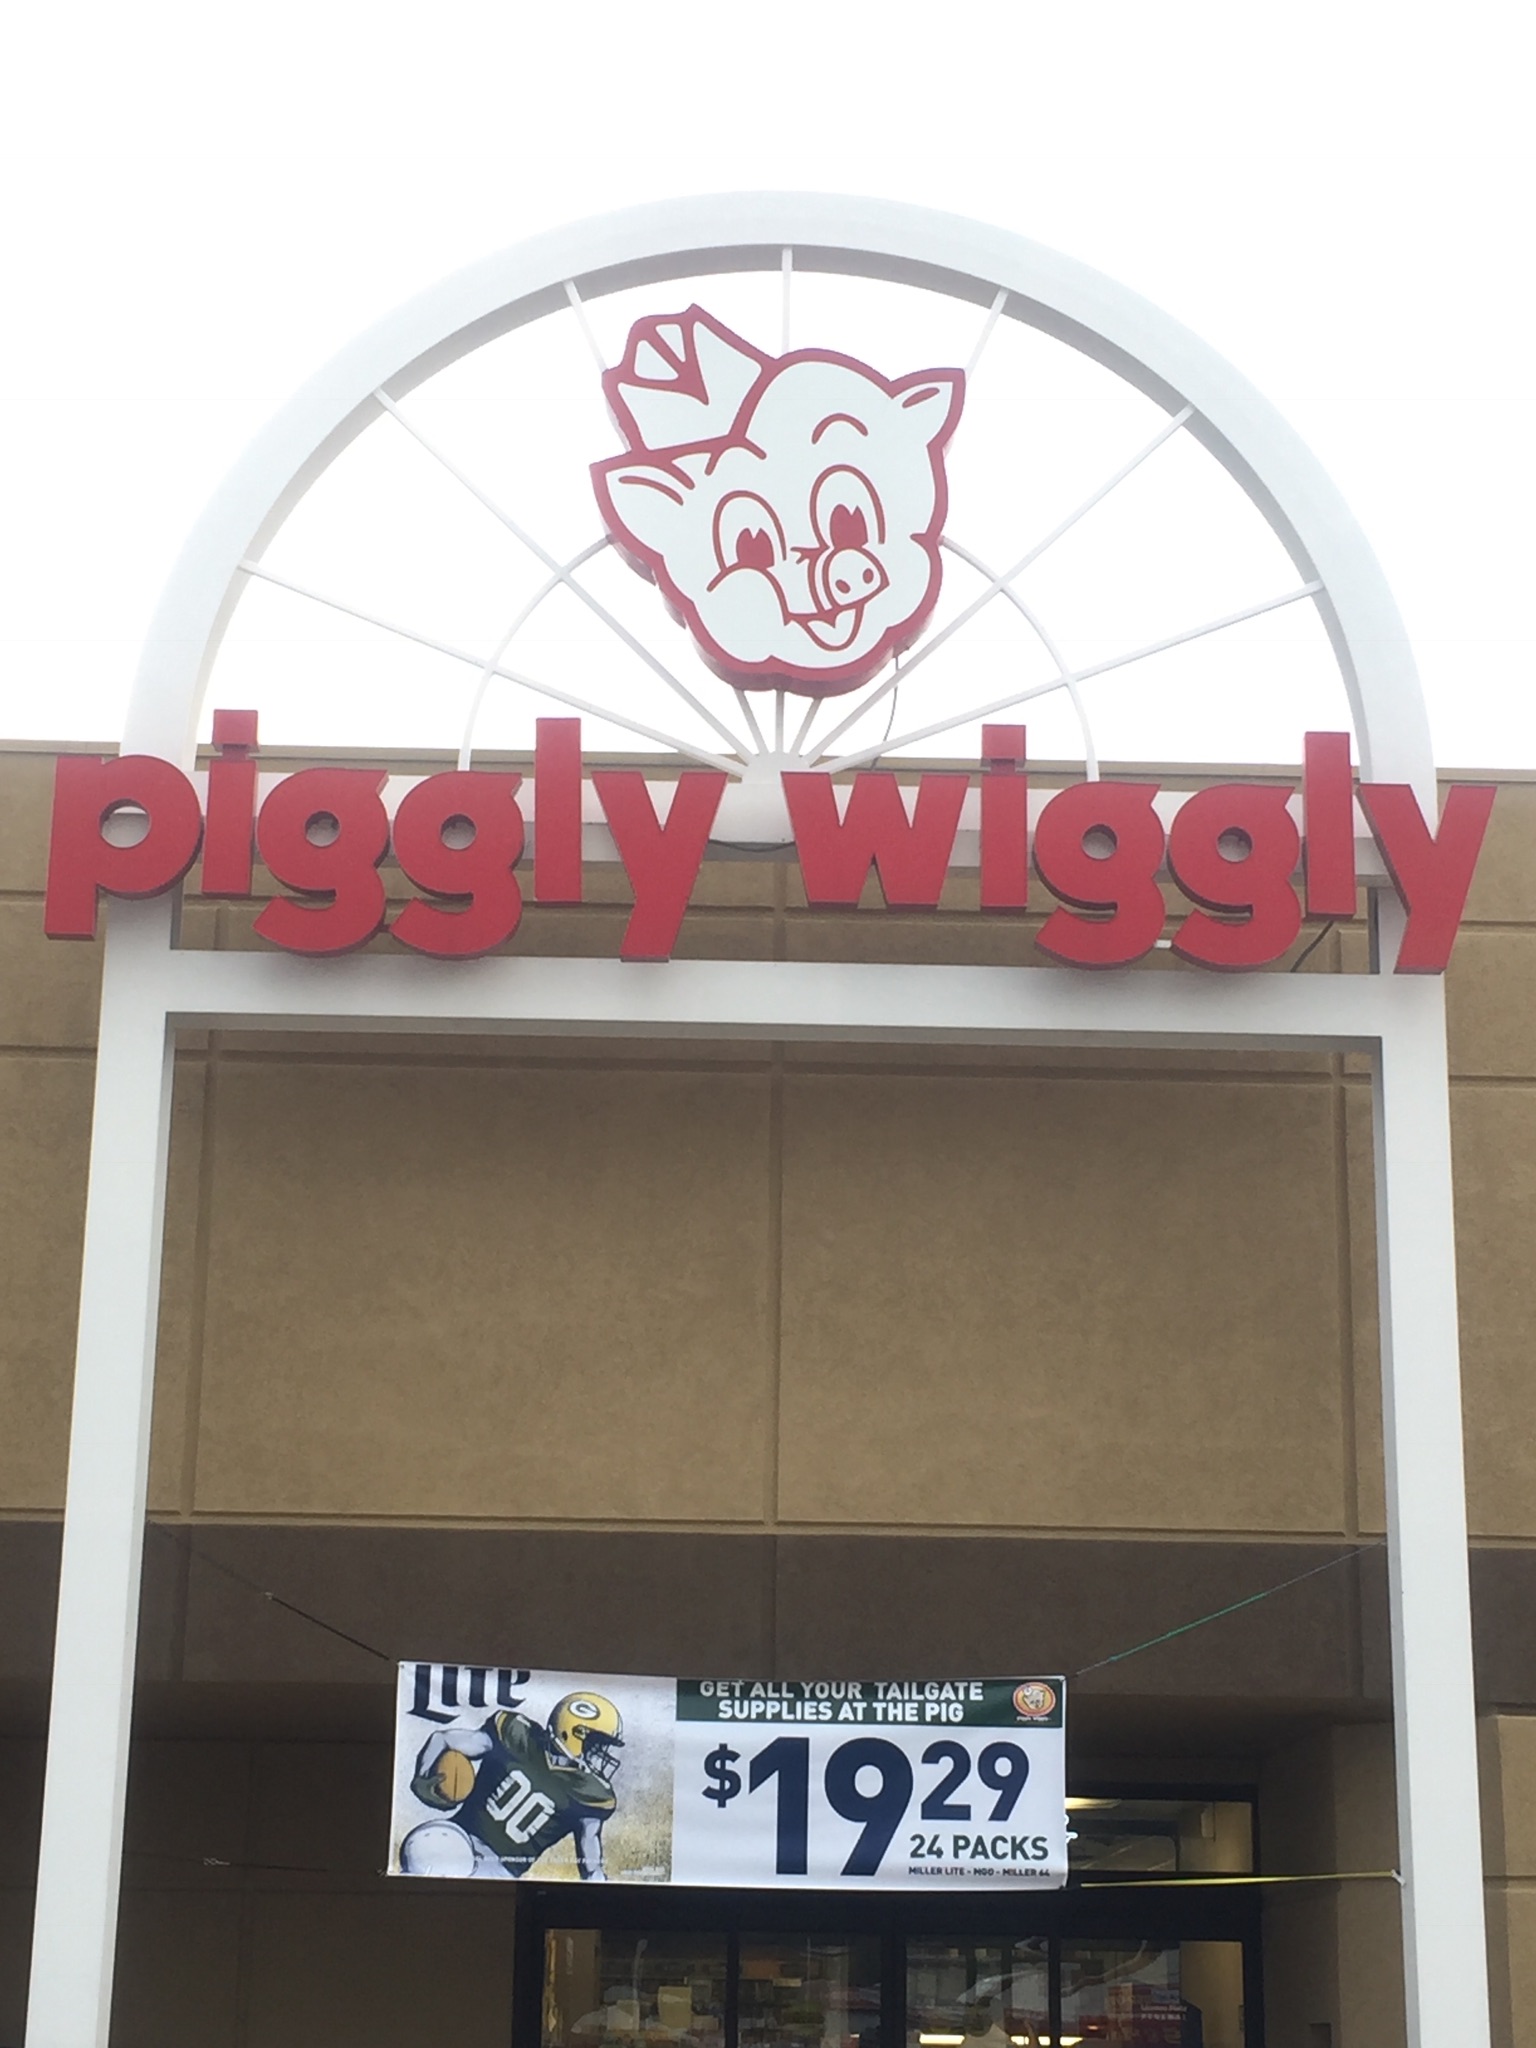 piggly wiggly
Lite
GET ALL YOUR TAILGATE
SUPPLIES AT THE PIG
$19 29
24 PACKS
MILLER LITE - MGD - MILLER 64
G
00